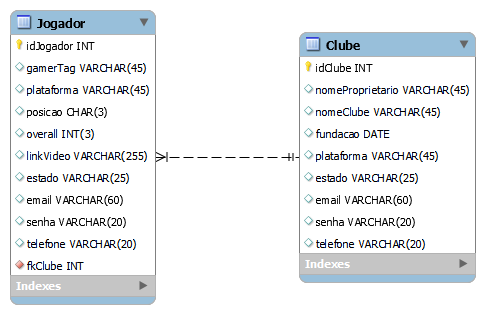 Jogador
idJogador INT
gamerTag VARCHAR(45)
plataforma VARCHAR(45)
posicao CHAR(3)
overall INT(3)
linkVideo VARCHAR(255)
estado VARCHAR(25)
email VARCHAR(60)
senha VARCHAR(20)
telefone VARCHAR(20)
fkClube INT
Indexes
Clube
idClube INT
nomeProprietario VARCHAR(45)
nomeClube VARCHAR(45)
fundacao DATE
plataforma VARCHAR(45)
estado VARCHAR(25)
email VARCHAR(60)
senha VARCHAR(20)
telefone VARCHAR(20)
Indexes